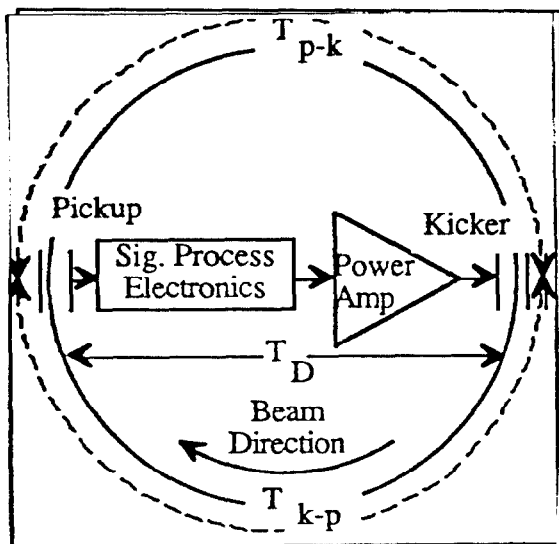 T p-k
Pickup
Kicker
Sig. Process
Electronics
Power
Amp
T D
Beam
Direction
T k-p